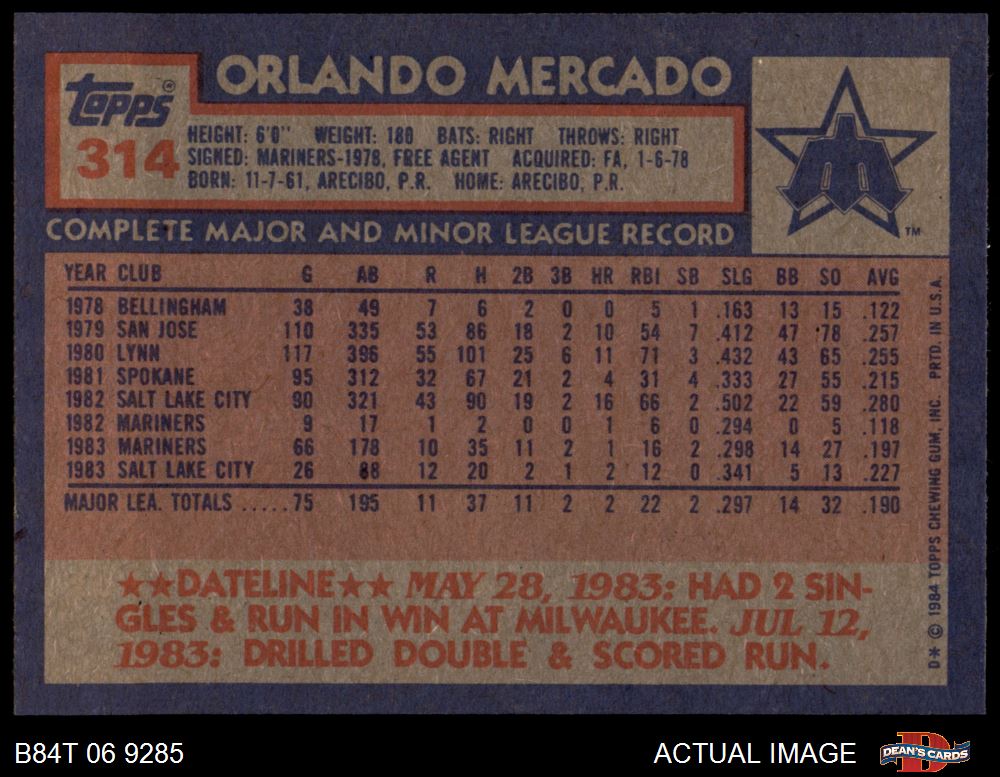 ORLANDO MERCADO
Topps®
314
HEIGHT: 6'0" WEIGHT: 180 BATS: RIGHT THROWS: RIGHT
SIGNED: MARINERS-1978, FREE AGENT ACQUIRED: FA, 1-6-78
BORN: 11-7-61, ARECIBO, P.R. HOME: ARECIBO, P.R.
TM
COMPLETE MAJOR AND MINOR LEAGUE RECORD
YEAR CLUB G AB R H 2B 3B HR RBI SB SLG BB SO AVG
1978 BELLINGHAM 38 49 7 6 2 0 0 5 1 .163 13 15 .122
1979 SAN JOSE 110 335 53 86 18 2 10 54 7 .412 47 78 .257
1980 LYNN 117 396 55 101 25 6 11 71 3 .432 43 65 .255
1981 SPOKANE 95 312 32 67 21 2 4 31 4 .333 27 55 .215
1982 SALT LAKE CITY 90 321 43 90 19 2 16 66 2 .502 22 59 .280
1982 MARINERS 9 17 1 2 0 0 1 6 0 .294 0 5 .118
1983 MARINERS 66 178 10 35 11 2 1 16 2 .298 14 27 .197
1983 SALT LAKE CITY 26 88 12 20 2 1 2 12 0 .341 5 13 .227
MAJOR LEA. TOTALS .....75 195 11 37 11 2 2 22 2 .297 14 32 .190
★★DATELINE★★ MAY 28, 1983: HAD 2 SIN-
GLES & RUN IN WIN AT MILWAUKEE. JUL 12,
1983: DRILLED DOUBLE & SCORED RUN.
D* © 1984 TOPPS CHEWING GUM, INC. PRTD. IN U.S.A.
B84T 06 9285
ACTUAL IMAGE
DEAN'S CARDS